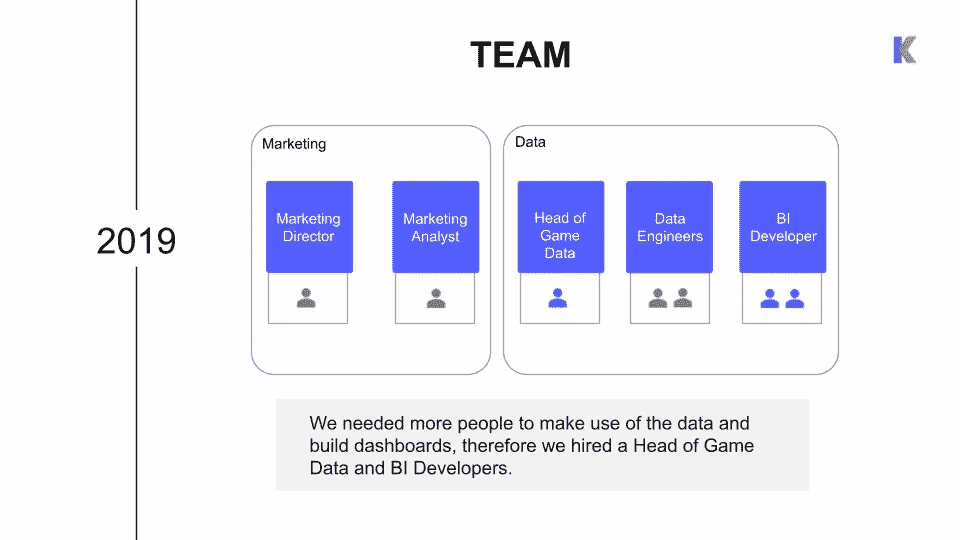 TEAM
K
Marketing
Data
Marketing
Director
Marketing
Analyst
Head of
Game
Data
Data
Engineers
BI
Developer
2019
We needed more people to make use of the data and
build dashboards, therefore we hired a Head of Game
Data and BI Developers.